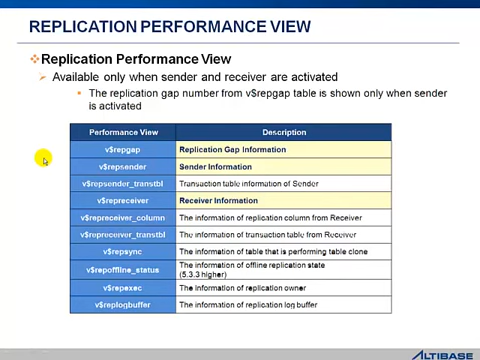 REPLICATION PERFORMANCE VIEW
Replication Performance View
Available only when sender and receiver are activated
The replication gap number from v$repgap table is shown only when sender
is activated
Performance View Description
v$repgap Replication Gap Information
v$repsender Sender Information
v$repsender_transtbl Transaction table information of Sender
v$repreceiver Receiver Information
v$repreceiver_column The information of replication column from Receiver
v$repreceiver_transtbl The information of transaction table from Receiver
v$repsync The information of table that is performing table clone
v$repoffline_status The information of offline replication state
(5.3.3 higher)
v$repexec The information of replication owner
v$replogbuffer The information of replication log buffer
ALTIBASE